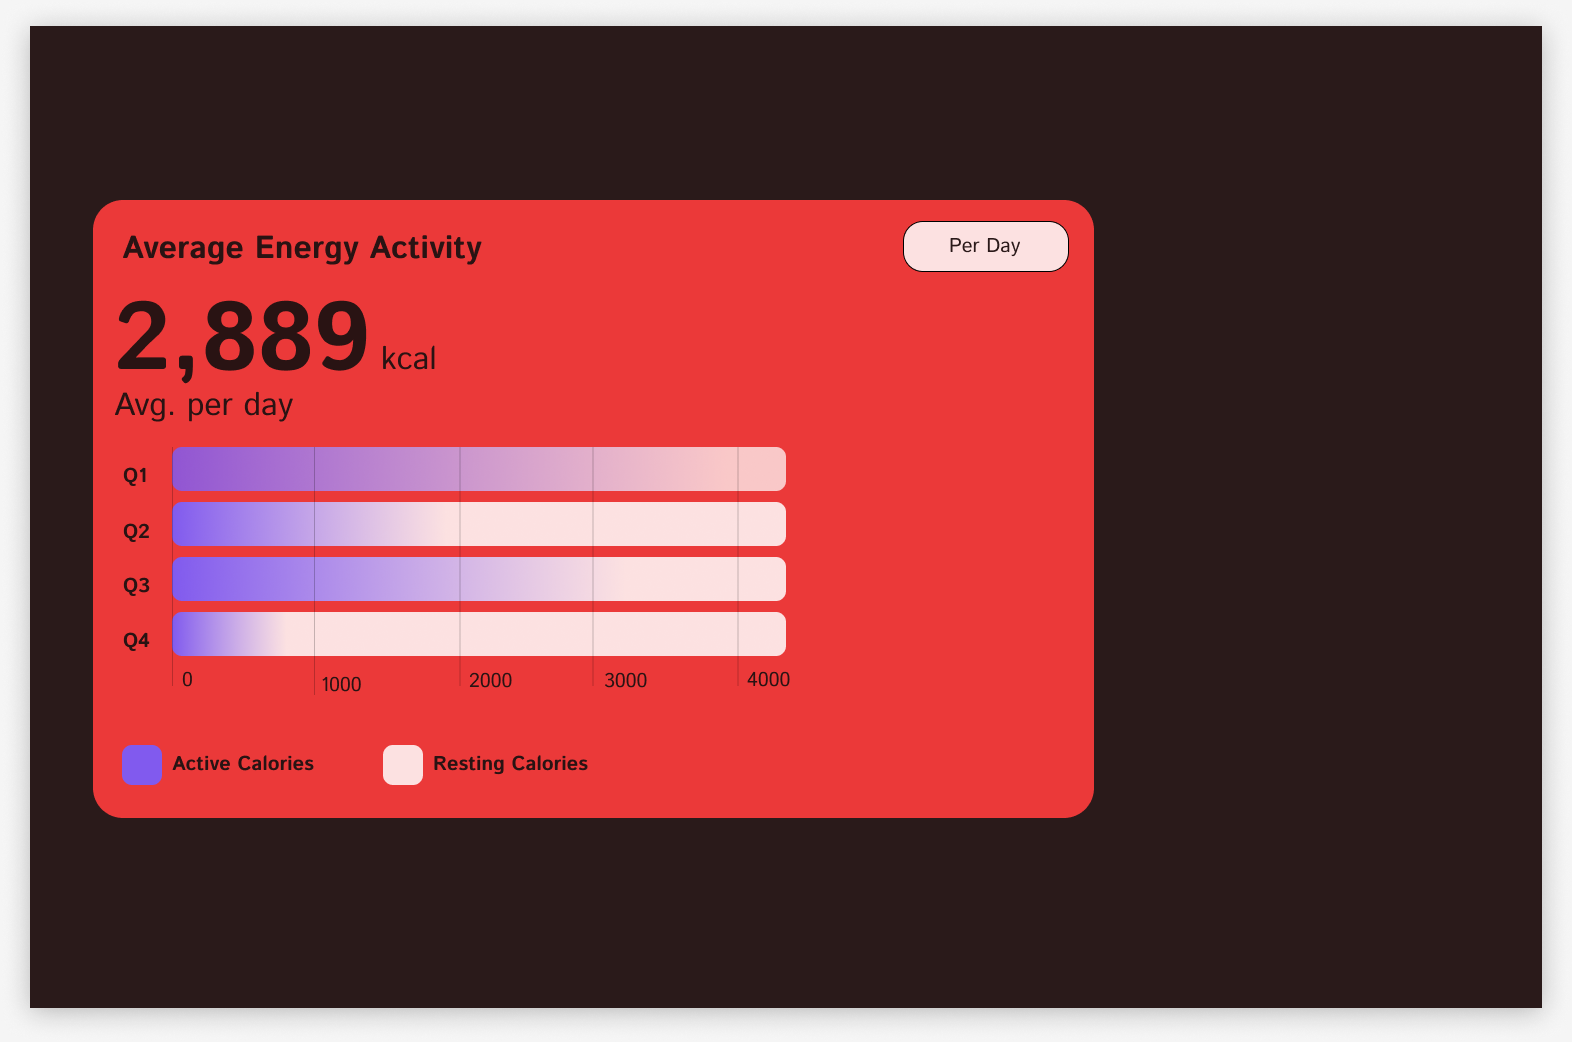 Average Energy Activity
Per Day
2,889 kcal
Avg. per day
Q1
Q2
Q3
Q4
0 1000 2000 3000 4000
Active Calories Resting Calories